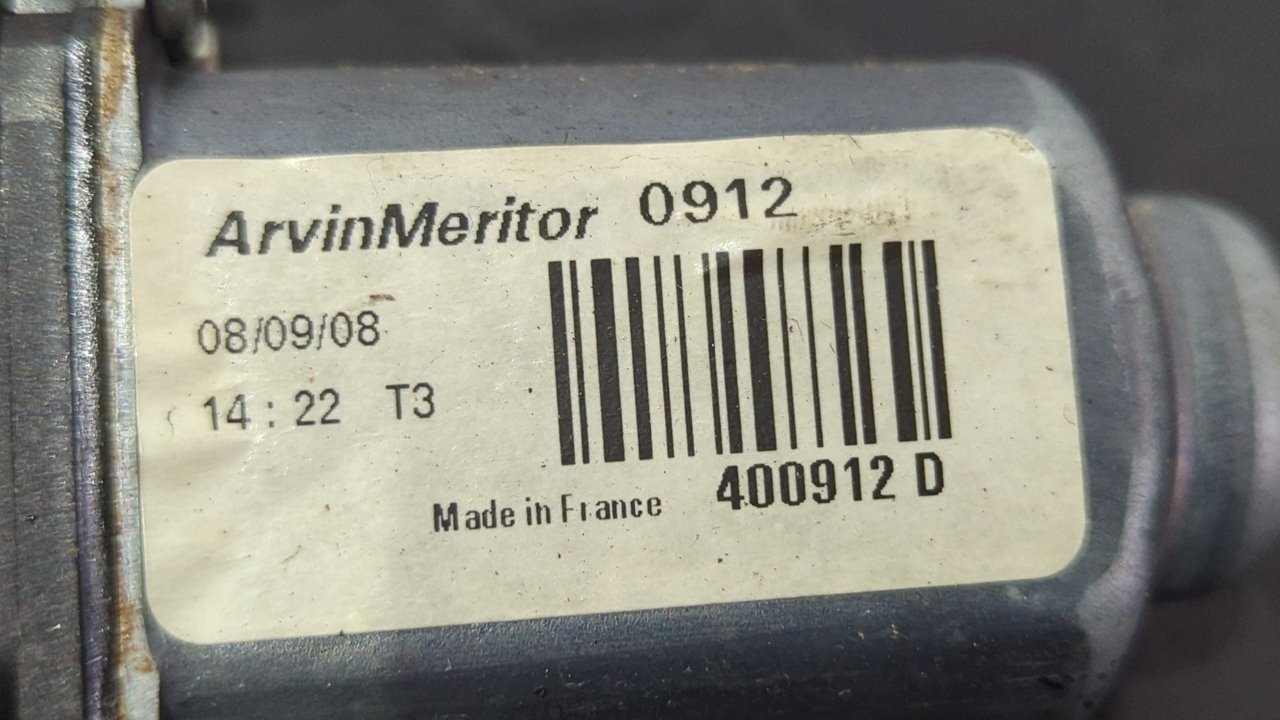 ArvinMeritor 0912
08/09/08
14 : 22 T3
400912 D
Made in France